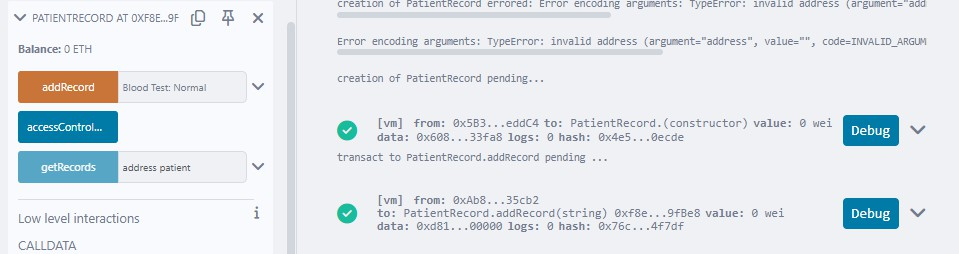 PATIENTRECORD AT 0XF8E...9F
Balance: 0 ETH
addRecord
Blood Test: Normal
accessControl...
getRecords
address patient
Low level interactions
i
CALLDATA
creation of PatientRecord errored: Error encoding arguments: TypeError: invalid address (argument="add
Error encoding arguments: TypeError: invalid address (argument="address", value="", code=INVALID_ARGUM
creation of PatientRecord pending...
[vm] from: 0x5B3...eddC4 to: PatientRecord.(constructor) value: 0 wei
data: 0x608...33fa8 logs: 0 hash: 0x4e5...0ecde
Debug
transact to PatientRecord.addRecord pending ...
[vm] from: 0xAb8...35cb2
to: PatientRecord.addRecord(string) 0xf8e...9fBe8 value: 0 wei
data: 0xd81...00000 logs: 0 hash: 0x76c...4f7df
Debug